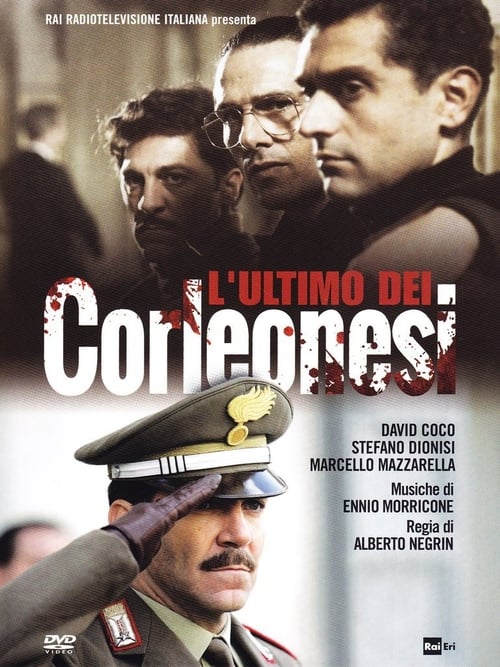 RAI RADIOTELEVISIONE ITALIANA presenta
L'ULTIMO DEI
Corleonesi
DAVID COCO
STEFANO DIONISI
MARCELLO MAZZARELLA
Musiche di
ENNIO MORRICONE
Regia di
ALBERTO NEGRIN
DVD
VIDEO
Rai Eri